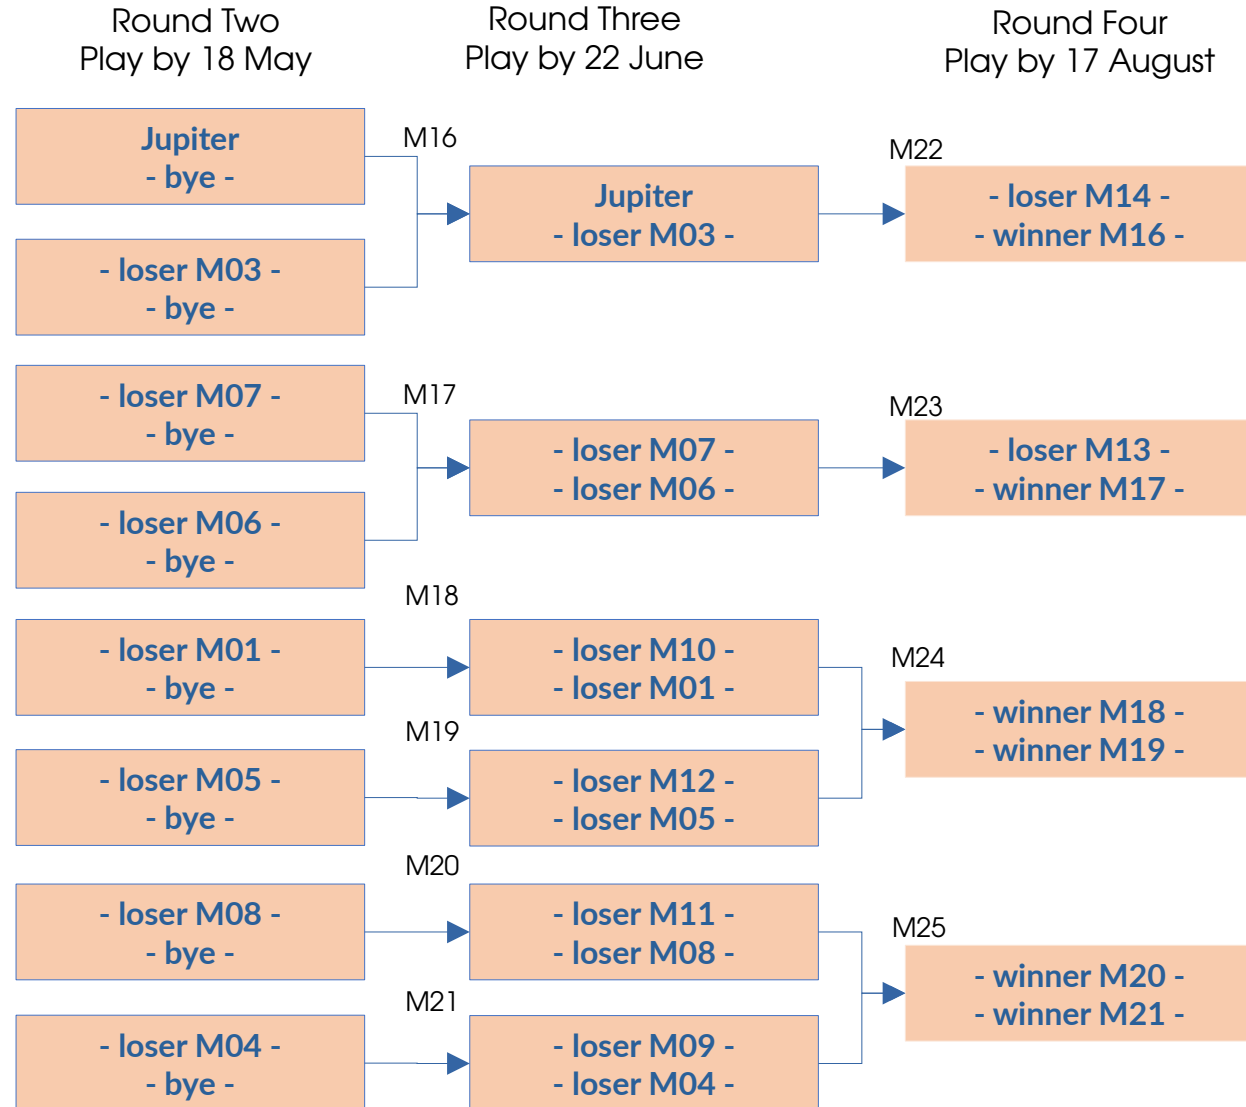 Round Two
Play by 18 May
Round Three
Play by 22 June
Round Four
Play by 17 August
Jupiter
- bye -
- loser M03 -
- bye -
M16
Jupiter
- loser M03 -
M22
- loser M14 -
- winner M16 -
- loser M07 -
- bye -
- loser M06 -
- bye -
M17
- loser M07 -
- loser M06 -
M23
- loser M13 -
- winner M17 -
- loser M01 -
- bye -
M18
- loser M10 -
- loser M01 -
- loser M05 -
- bye -
M19
- loser M12 -
- loser M05 -
M24
- winner M18 -
- winner M19 -
- loser M08 -
- bye -
M20
- loser M11 -
- loser M08 -
- loser M04 -
- bye -
M21
- loser M09 -
- loser M04 -
M25
- winner M20 -
- winner M21 -